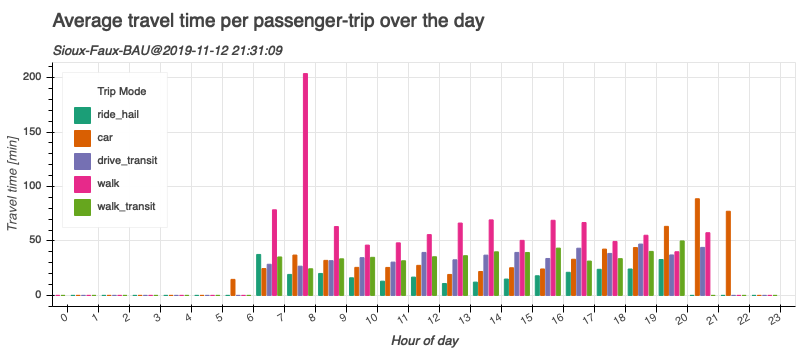 Average travel time per passenger-trip over the day
Sioux-Faux-BAU@2019-11-12 21:31:09
Travel time [min]
200
150
100
50
0
Trip Mode
ride_hail
car
drive_transit
walk
walk_transit
0 1 2 3 4 5 6 7 8 9 10 11 12 13 14 15 16 17 18 19 20 21 22 23
Hour of day